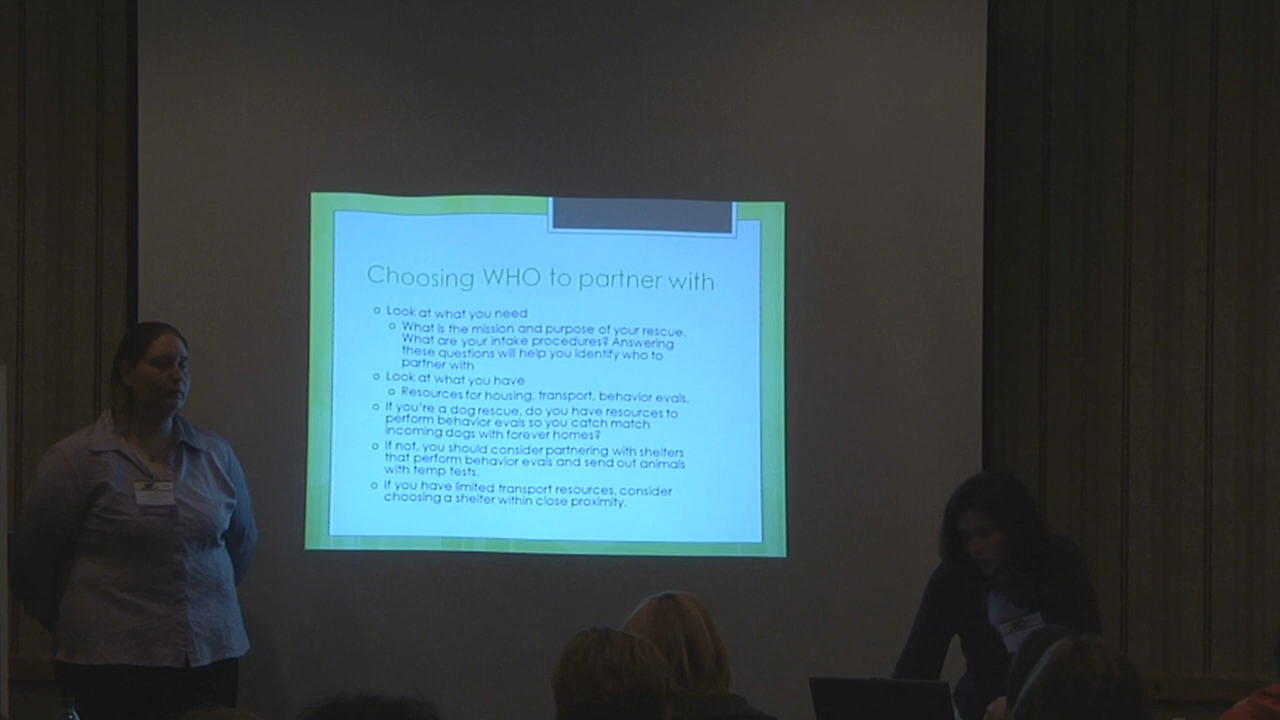 Choosing WHO to partner with
o Look at what you need
o What is the mission and purpose of your rescue.
What are your intake procedures? Answering
these questions will help you identify who to
partner with
o Look at what you have
o Resources for housing, transport, behavior evals.
o If you're a dog rescue, do you have resources to
perform behavior evals so you catch match
incoming dogs with forever homes?
o If not, you should consider partnering with shelters
that perform behavior evals and send out animals
with temp tests.
o If you have limited transport resources, consider
choosing a shelter within close proximity.